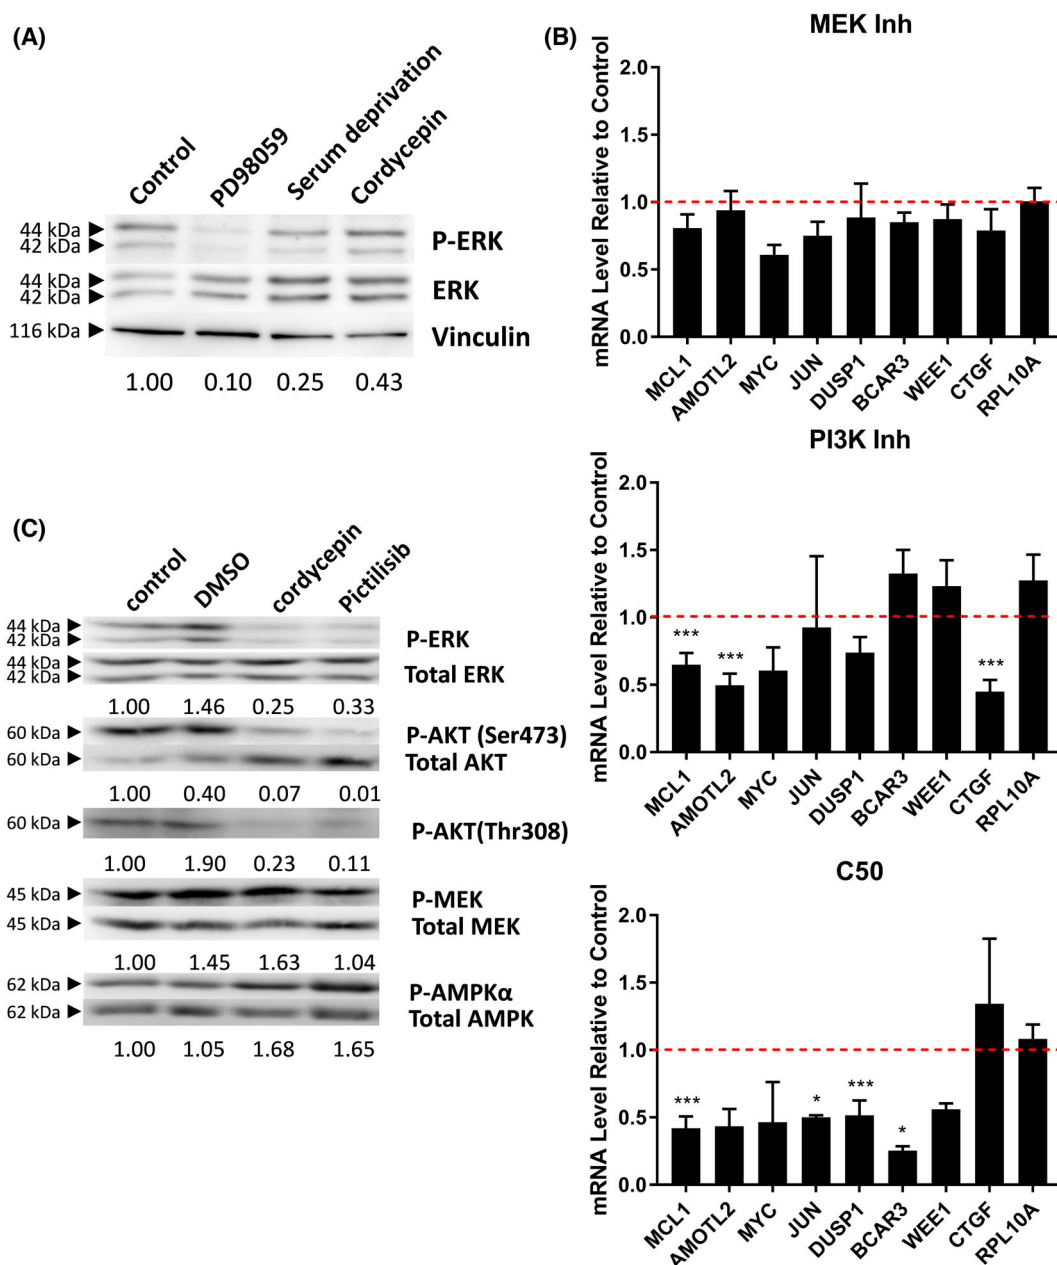 (A)
Control
PD98059
Serum deprivation
Cordycepin
44 kDa
42 kDa
P-ERK
44 kDa
42 kDa
ERK
116 kDa
Vinculin
1.00 0.10 0.25 0.43
(B)
MEK Inh
mRNA Level Relative to Control
2.0
1.5
1.0
0.5
0.0
MCL1 AMOTL2 MYC JUN DUSP1 BCAR3 WEE1 CTGF RPL10A
PI3K Inh
mRNA Level Relative to Control
2.0
1.5
1.0
0.5
0.0
*** *** ***
MCL1 AMOTL2 MYC JUN DUSP1 BCAR3 WEE1 CTGF RPL10A
C50
mRNA Level Relative to Control
2.0
1.5
1.0
0.5
0.0
*** * *** *
MCL1 AMOTL2 MYC JUN DUSP1 BCAR3 WEE1 CTGF RPL10A
(C)
control
DMSO
cordycepin
Pictilisib
44 kDa
42 kDa
P-ERK
44 kDa
42 kDa
Total ERK
1.00 1.46 0.25 0.33
60 kDa
P-AKT (Ser473)
60 kDa
Total AKT
1.00 0.40 0.07 0.01
60 kDa
P-AKT(Thr308)
1.00 1.90 0.23 0.11
45 kDa
P-MEK
45 kDa
Total MEK
1.00 1.45 1.63 1.04
62 kDa
P-AMPKα
62 kDa
Total AMPK
1.00 1.05 1.68 1.65